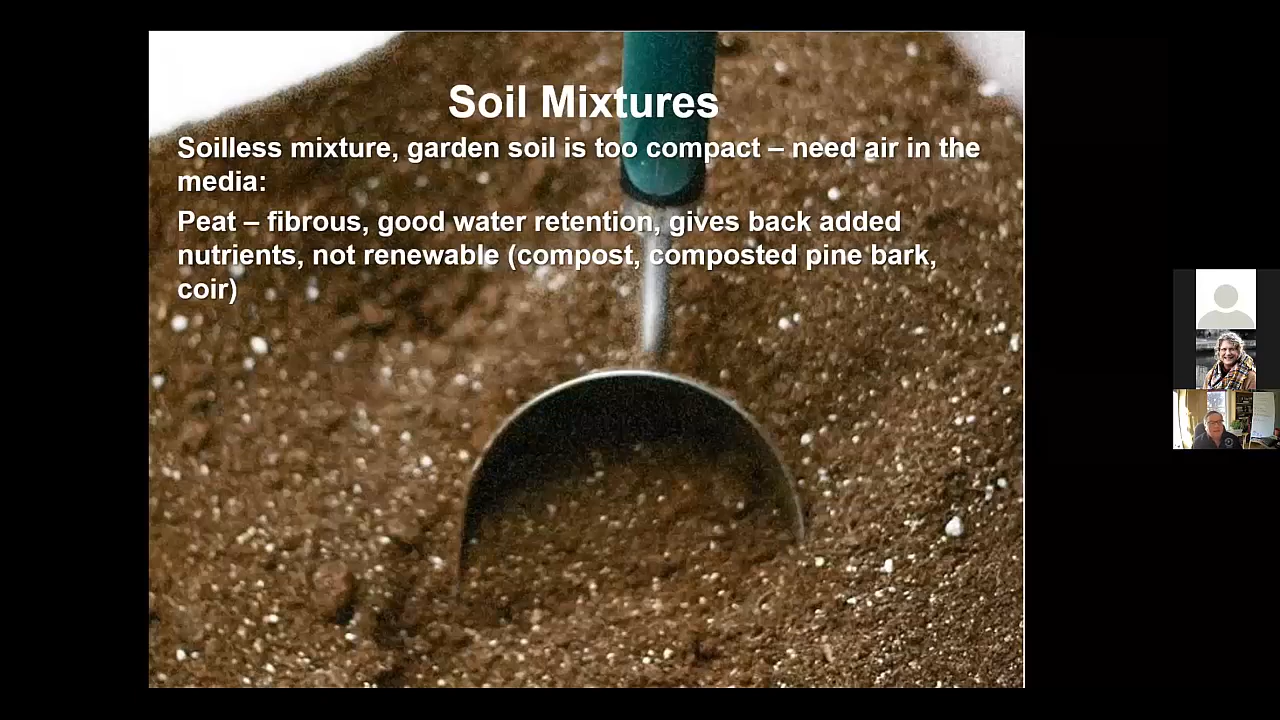 Soil Mixtures
Soilless mixture, garden soil is too compact – need air in the
media:
Peat – fibrous, good water retention, gives back added
nutrients, not renewable (compost, composted pine bark,
coir)